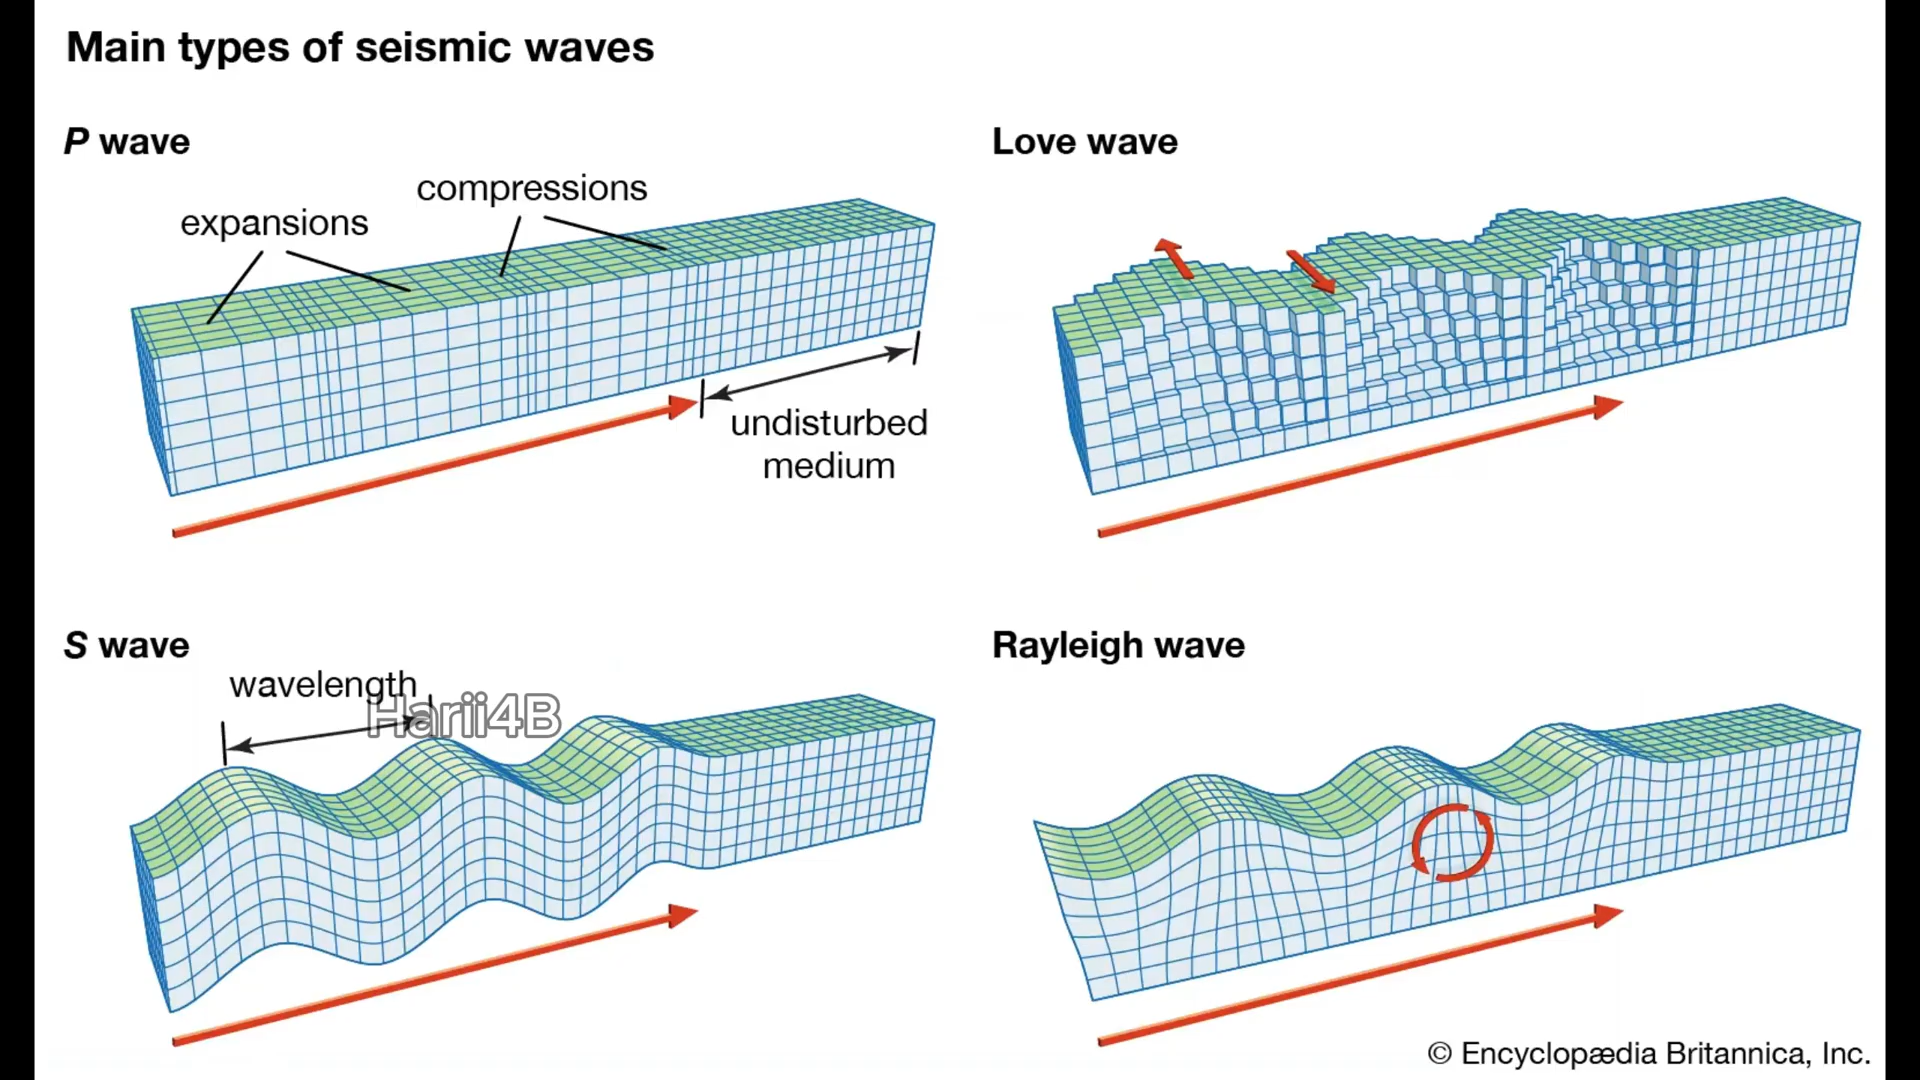 Main types of seismic waves
P wave
compressions
expansions
undisturbed
medium
Love wave
S wave
wavelength
Harii4B
Rayleigh wave
© Encyclopædia Britannica, Inc.